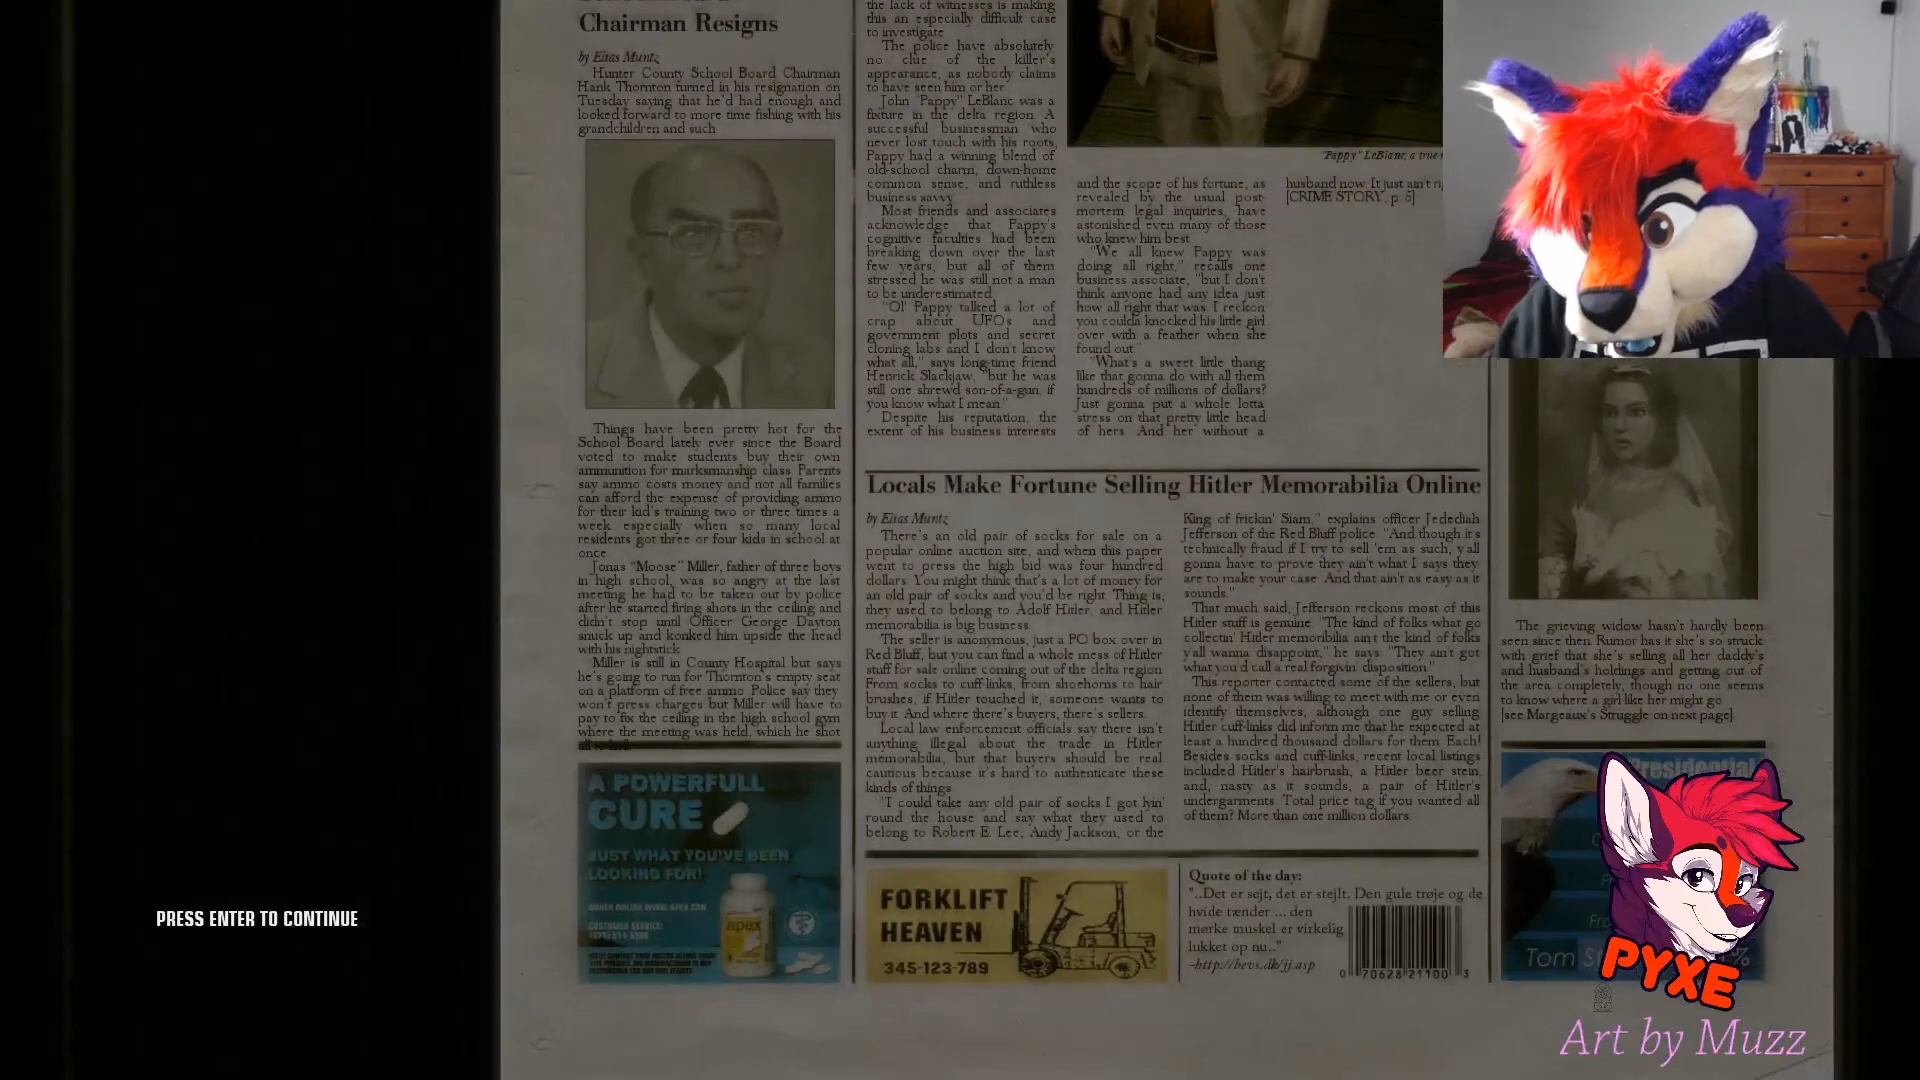 Chairman Resigns
by Elias Muntz
Hunter County School Board Chairman
Hank Thornton turned in his resignation on
Tuesday saying that he'd had enough and
looked forward to more time fishing with his
grandchildren and such
Things have been pretty hot for the
School Board lately ever since the Board
voted to make students buy their own
ammunition for marksmanship class. Parents
say ammo costs money and not all families
can afford the expense of providing ammo
for their kid's training two or three times a
week especially when so many local
residents got three or four kids in school at
once
Jonas "Moose" Miller, father of three boys
in high school, was so angry at the last
meeting he had to be taken out by police
after he started firing shots in the ceiling and
didn't stop until Officer George Dayton
snuck up and konked him upside the head
with his nightstick
Miller is still in County Hospital but says
he's going to run for Thornton's empty seat
on a platform of free ammo. Police say they
won't press charges but Miller will have to
pay to fix the ceiling in the high school gym
where the meeting was held, which he shot
A POWERFULL
CURE
JUST WHAT YOU'VE BEEN
LOOKING FOR!
CUSTOMER SERVICE:
apex
the lack of witnesses is making
this an especially difficult case
to investigate
The police have absolutely
no clue of the killer's
appearance, as nobody claims
to have seen him or her
John "Pappy" LeBlanc was a
fixture in the delta region. A
successful businessman who
never lost touch with his roots,
Pappy had a winning blend of
old-school charm, down-home
common sense, and ruthless
business savvy
Most friends and associates
acknowledge that Pappy's
cognitive faculties had been
breaking down over the last
few years, but all of them
stressed he was still not a man
to be underestimated
"Ol' Pappy talked a lot of
crap about UFOs and
government plots and secret
cloning labs and I don't know
what all," says long-time friend
Henrick Slackjaw, "but he was
still one shrewd son-of-a-gun, if
you know what I mean."
Despite his reputation, the
extent of his business interests
"Pappy" LeBlanc, a true
and the scope of his fortune, as
revealed by the usual post-
mortem legal inquiries, have
astonished even many of those
who knew him best
"We all knew Pappy was
doing all right," recalls one
business associate, "but I don't
think anyone had any idea just
how all right that was. I reckon
you coulda knocked his little girl
over with a feather when she
found out"
"What's a sweet little thang
like that gonna do with all them
hundreds of millions of dollars?
Just gonna put a whole lotta
stress on that pretty little head
of hers. And her without a
husband now. It just ain't
[CRIME STORY, p. 5]
Locals Make Fortune Selling Hitler Memorabilia Online
by Elias Muntz
There's an old pair of socks for sale on a
popular online auction site, and when this paper
went to press the high bid was four hundred
dollars. You might think that's a lot of money for
an old pair of socks and you'd be right. Thing is,
they used to belong to Adolf Hitler, and Hitler
memorabilia is big business.
The seller is anonymous, just a PO box over in
Red Bluff, but you can find a whole mess of Hitler
stuff for sale online coming out of the delta region
From socks to cuff-links, from shoehorns to hair
brushes, if Hitler touched it, someone wants to
buy it. And where there's buyers, there's sellers.
Local law enforcement officials say there isn't
anything illegal about the trade in Hitler
memorabilia, but that buyers should be real
cautious because it's hard to authenticate these
kinds of things
"I could take any old pair of socks I got lyin'
round the house and say what they used to
belong to Robert E. Lee, Andy Jackson, or the
King of frickin' Siam," explains officer Jedediah
Jefferson of the Red Bluff police. "And though it's
technically fraud if I try to sell 'em as such, y'all
gonna have to prove they ain't what I says they
are to make your case. And that ain't as easy as it
sounds."
That much said, Jefferson reckons most of this
Hitler stuff is genuine. "The kind of folks what go
collectin' Hitler memoribilia ain't the kind of folks
y'all wanna disappoint," he says. "They ain't got
what you'd call a real forgivin' disposition."
This reporter contacted some of the sellers, but
none of them was willing to meet with me or even
identify themselves, although one guy selling
Hitler cuff-links did inform me that he expected at
least a hundred thousand dollars for them. Each!
Besides socks and cuff-links, recent local listings
included Hitler's hairbrush, a Hitler beer stein,
and, nasty as it sounds, a pair of Hitler's
undergarments. Total price tag if you wanted all
of them? More than one million dollars.
FORKLIFT
HEAVEN
345-123-789
Quote of the day:
"..Det er sejt, det er stejlt. Den gule trøje og de
hvide tænder ... den
mørke muskel er virkelig
lukket op nu.."
-http://bevs.dk/jj.asp
0 70628 21100 3
The grieving widow hasn't hardly been
seen since then. Rumor has it she's so struck
with grief that she's selling all her daddy's
and husband's holdings and getting out of
the area completely, though no one seems
to know where a girl like her might go
[see Margeaux's Struggle on next page]
Presidential
Tom
%
PYXE
Art by Muzz
PRESS ENTER TO CONTINUE